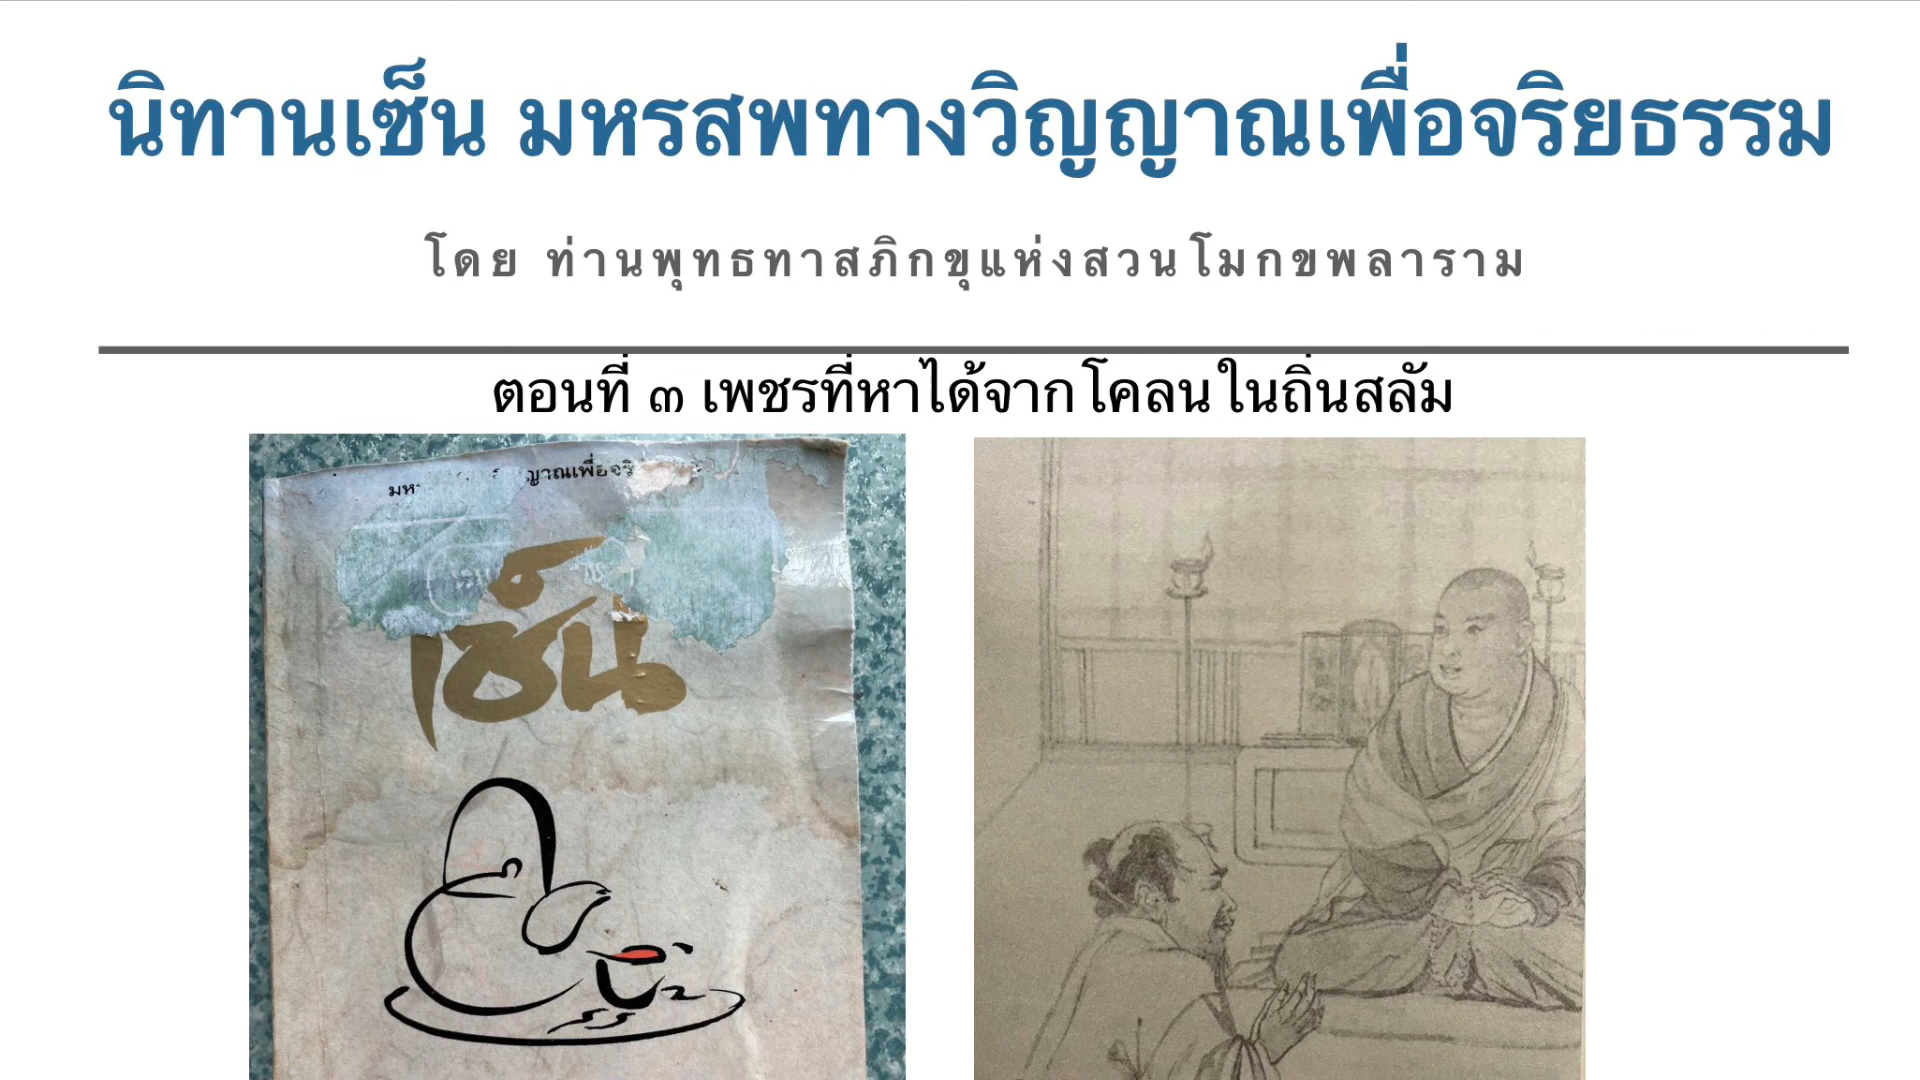 นิทานเซ็น มหรสพทางวิญญาณเพื่อจริยธรรม
โดย ท่านพุทธทาสภิกขุแห่งสวนโมกขพลาราม
ตอนที่ ๓ เพชรที่หาได้จากโคลนในถิ่นสลัม
เซ็น